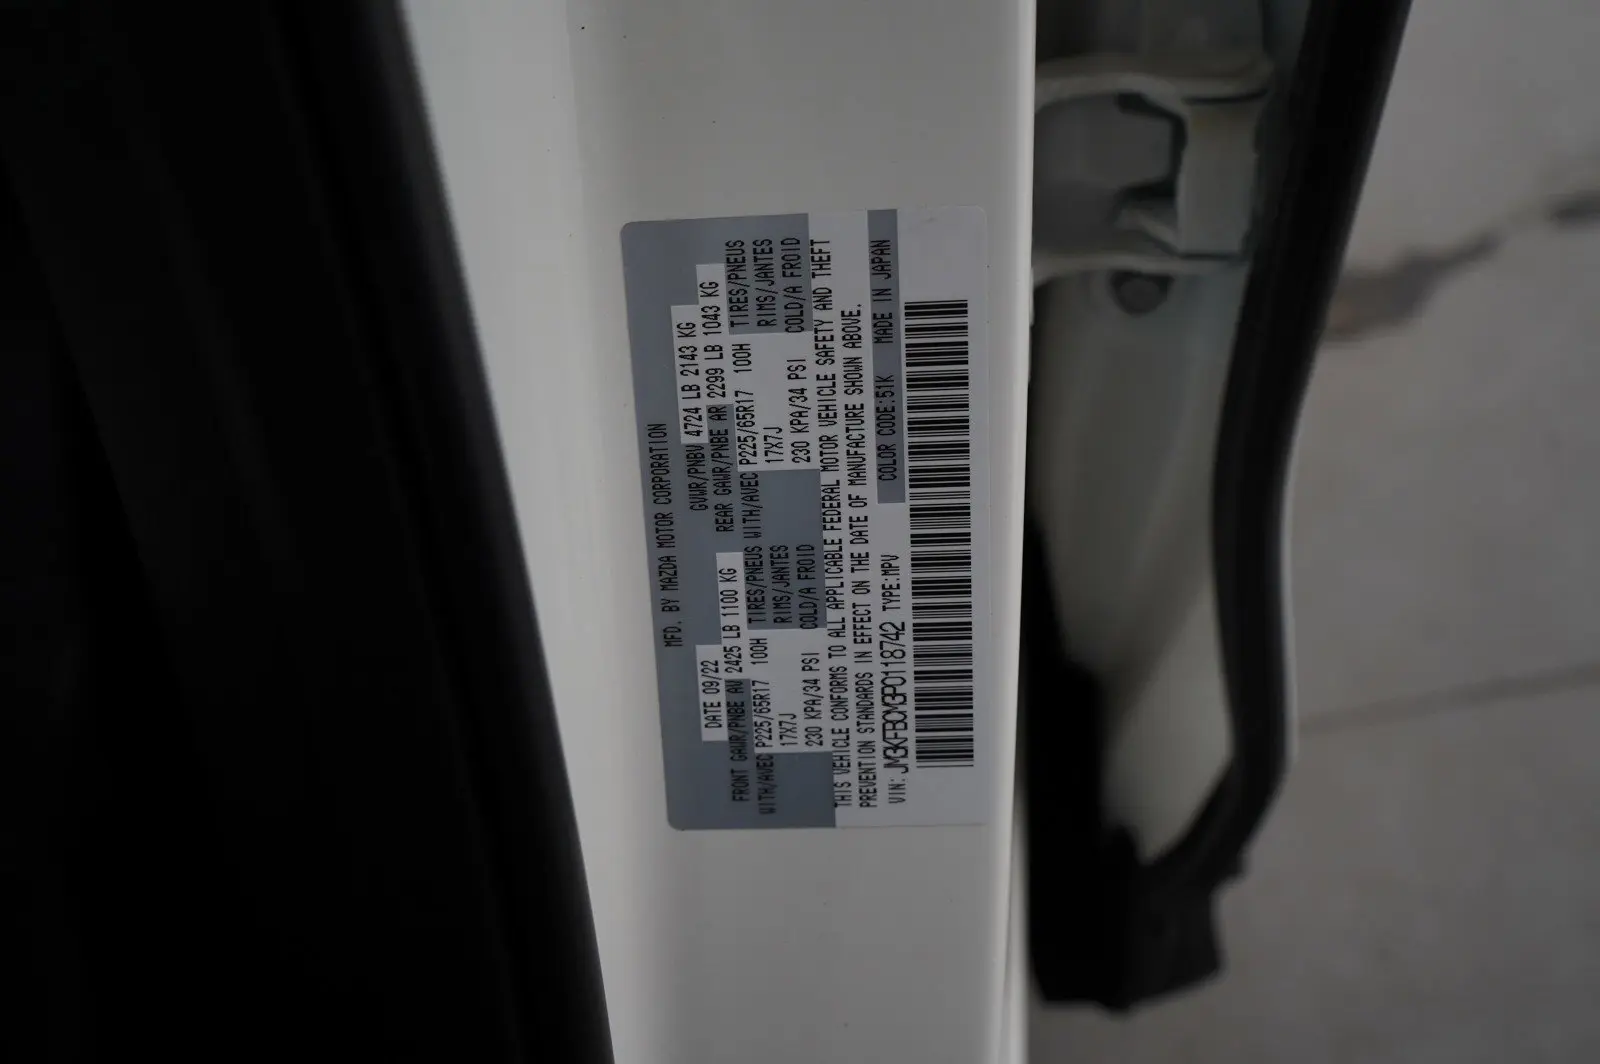 MFD. BY MAZDA MOTOR CORPORATION
DATE 09/22 GVWR/PNBV 4724 LB 2143 KG
FRONT GAWR/PNBE AV 2425 LB 1100 KG REAR GAWR/PNBE AR 2299 LB 1043 KG
WITH/AVEC P225/65R17 100H TIRES/PNEUS WITH/AVEC P225/65R17 100H TIRES/PNEUS
17X7J RIMS/JANTES 17X7J RIMS/JANTES
230 KPA/34 PSI COLD/A FROID 230 KPA/34 PSI COLD/A FROID
THIS VEHICLE CONFORMS TO ALL APPLICABLE FEDERAL MOTOR VEHICLE SAFETY AND THEFT
PREVENTION STANDARDS IN EFFECT ON THE DATE OF MANUFACTURE SHOWN ABOVE.
VIN: JM3KFBCM3P0118742 TYPE:MPV COLOR CODE:51K MADE IN JAPAN